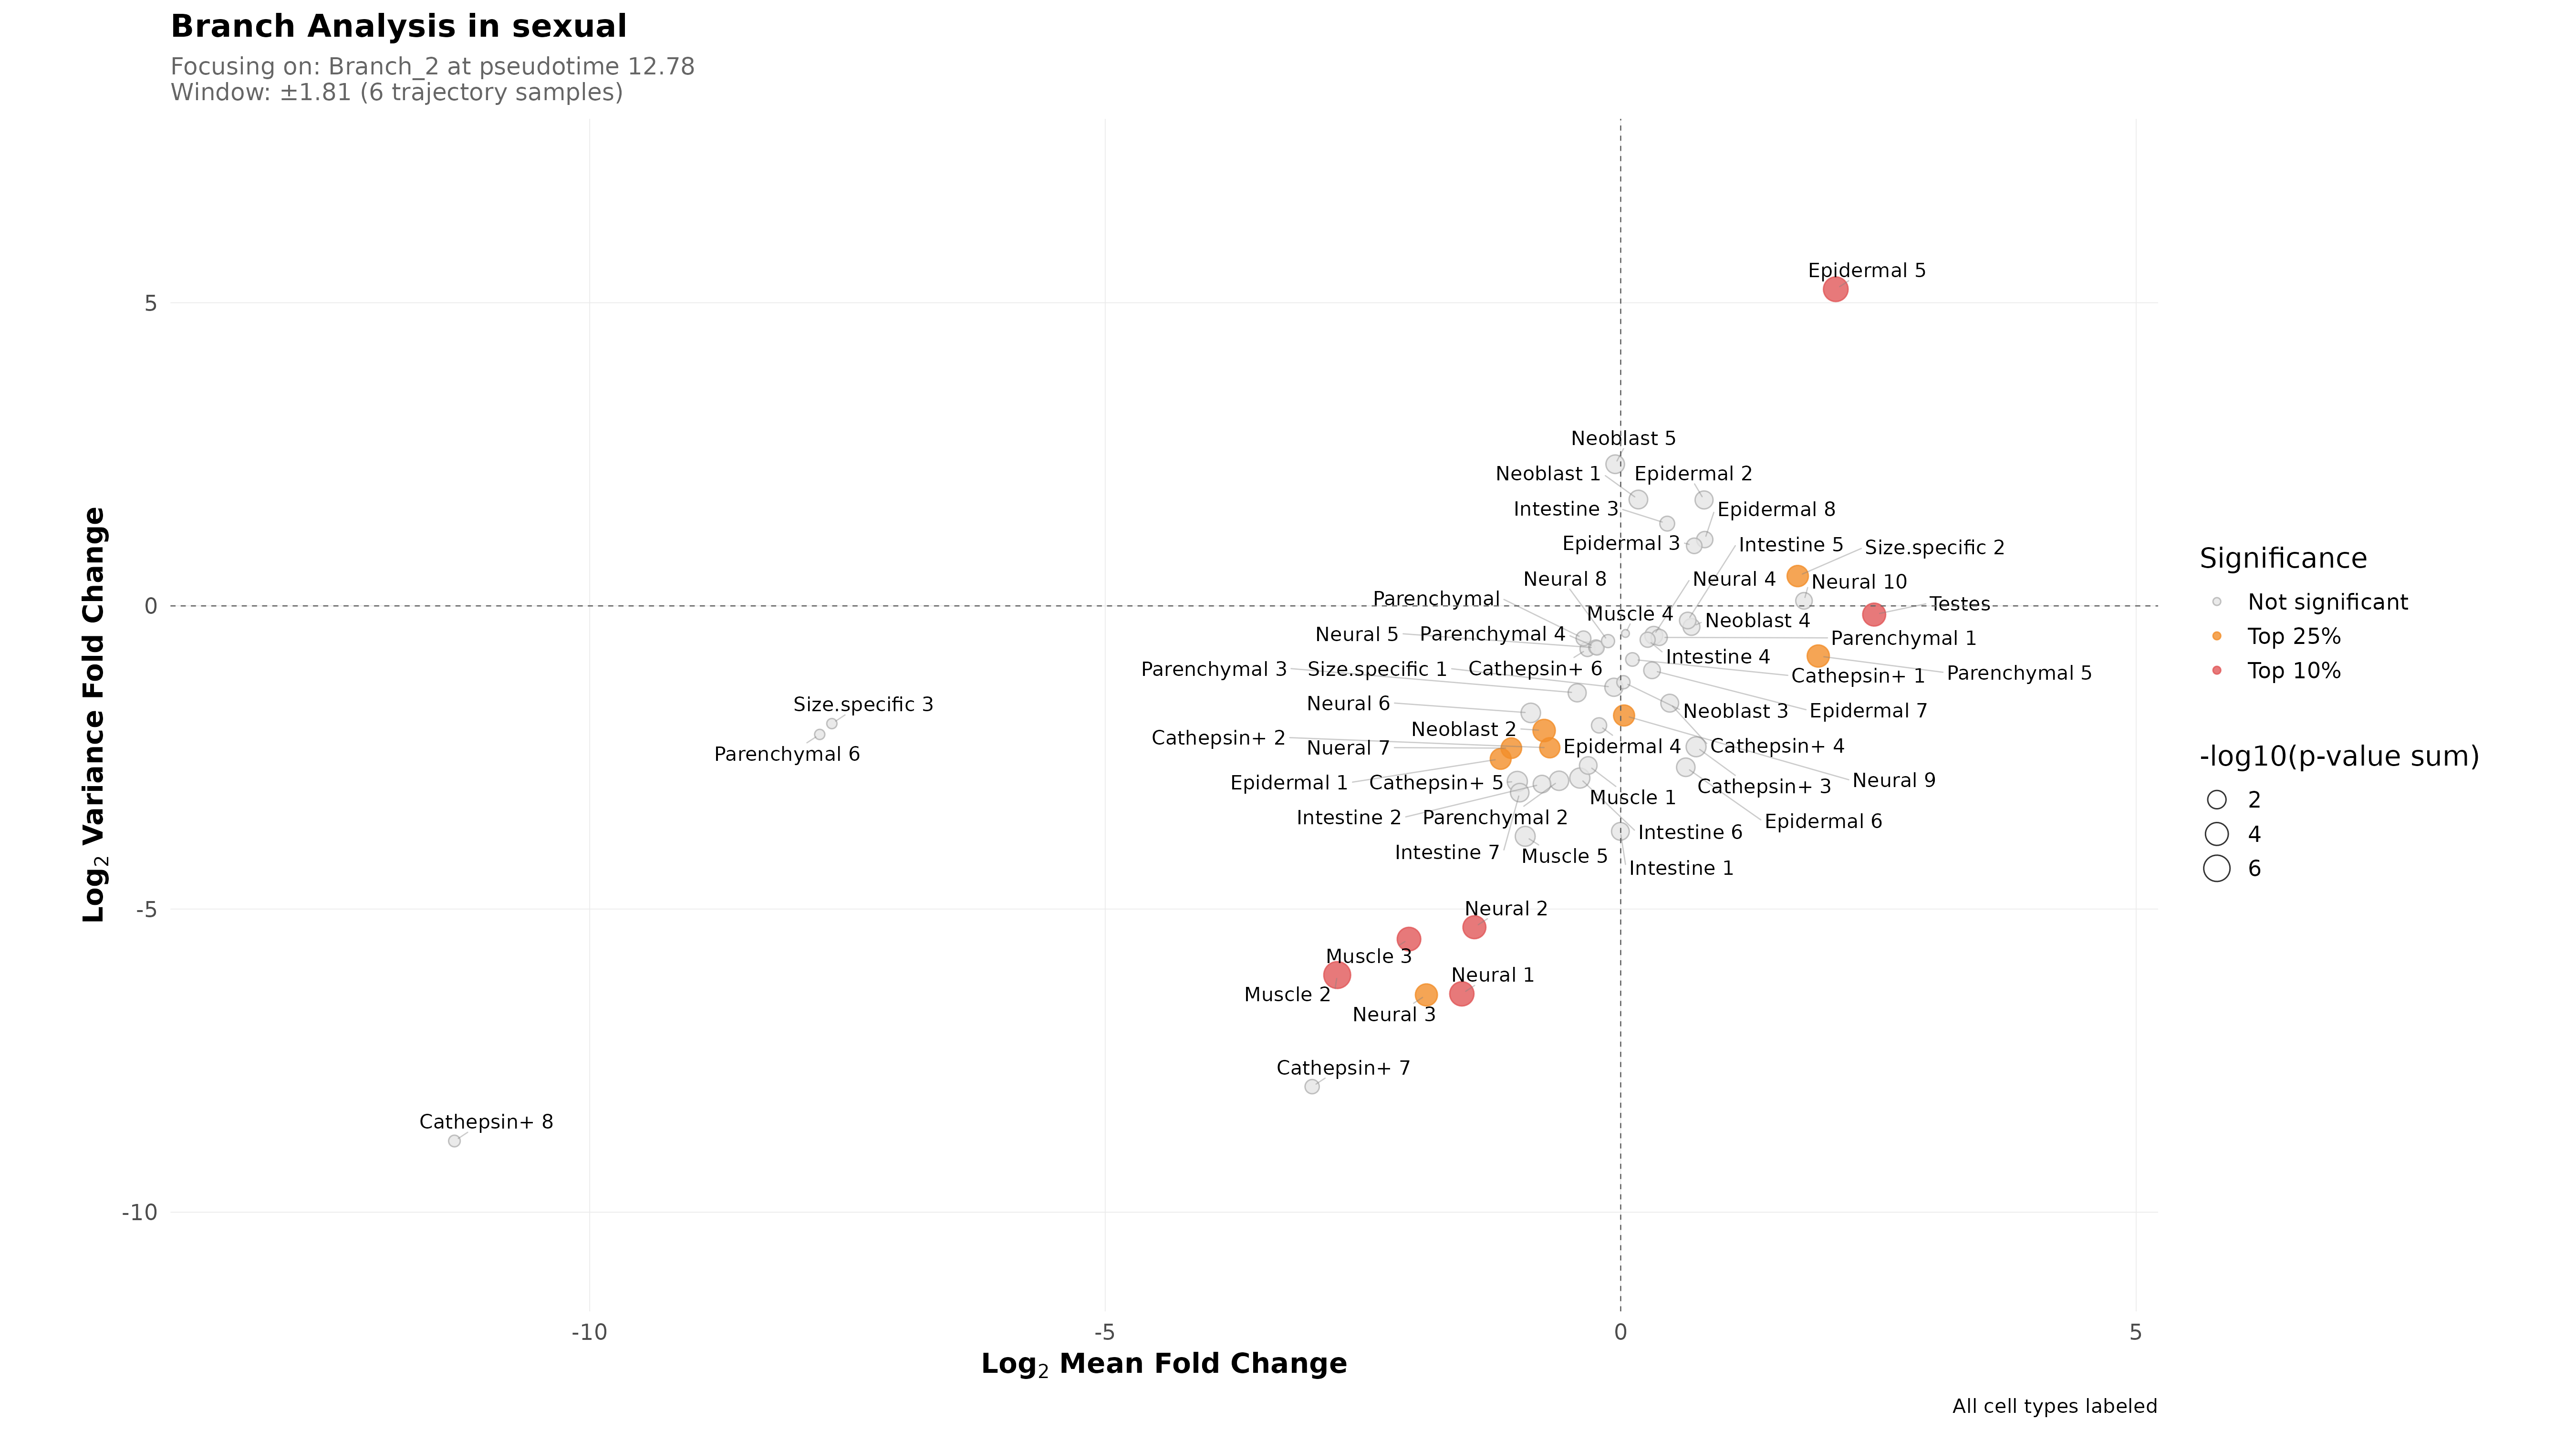 Branch Analysis in sexual
Focusing on: Branch_2 at pseudotime 12.78
Window: ±1.81 (6 trajectory samples)
Epidermal 5
5
Neoblast 5
Neoblast 1
Epidermal 2
Intestine 3
Epidermal 8
Epidermal 3
Intestine 5
Size.specific 2
Neural 8
Neural 4
Neural 10
Parenchymal
0
Testes
Muscle 4
Neoblast 4
Neural 5
Parenchymal 4
Parenchymal 1
Intestine 4
Parenchymal 3
Size.specific 1
Cathepsin+ 6
Cathepsin+ 1
Parenchymal 5
Size.specific 3
Neural 6
Neoblast 3
Epidermal 7
Neoblast 2
Cathepsin+ 2
Nueral 7
Epidermal 4
Cathepsin+ 4
Parenchymal 6
Epidermal 1
Cathepsin+ 5
Cathepsin+ 3
Neural 9
Muscle 1
Intestine 2
Parenchymal 2
Epidermal 6
Intestine 6
Intestine 7
Muscle 5
Intestine 1
-5
Neural 2
Muscle 3
Neural 1
Muscle 2
Neural 3
Cathepsin+ 7
Cathepsin+ 8
-10
Log2 Variance Fold Change
-10
-5
0
5
Log2 Mean Fold Change
All cell types labeled
Significance
Not significant
Top 25%
Top 10%
-log10(p-value sum)
2
4
6